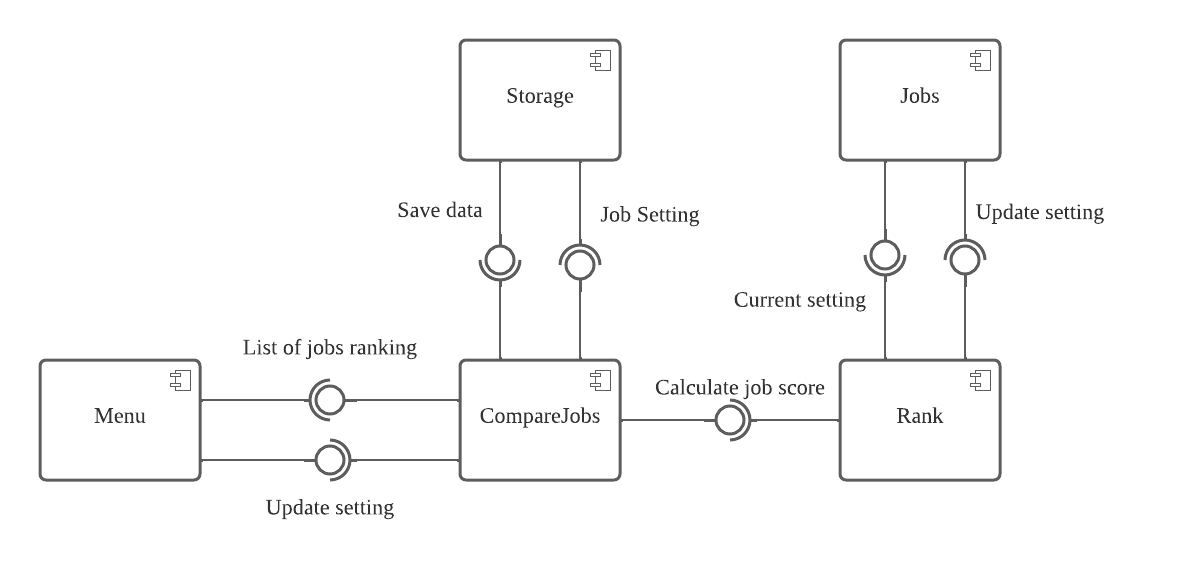 Storage
Jobs
Save data
Job Setting
Update setting
Current setting
List of jobs ranking
Calculate job score
Menu
CompareJobs
Rank
Update setting